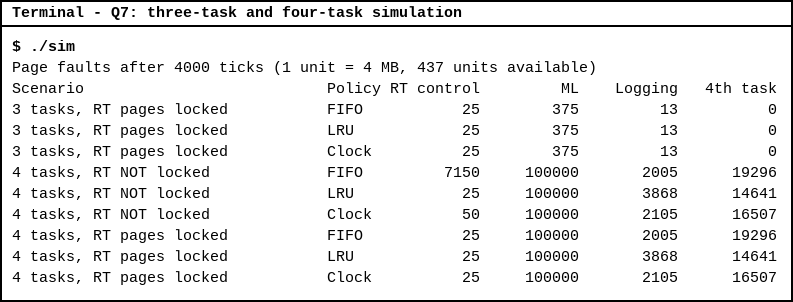 Terminal - Q7: three-task and four-task simulation
$ ./sim
Page faults after 4000 ticks (1 unit = 4 MB, 437 units available)
Scenario Policy RT control ML Logging 4th task
3 tasks, RT pages locked FIFO 25 375 13 0
3 tasks, RT pages locked LRU 25 375 13 0
3 tasks, RT pages locked Clock 25 375 13 0
4 tasks, RT NOT locked FIFO 7150 100000 2005 19296
4 tasks, RT NOT locked LRU 25 100000 3868 14641
4 tasks, RT NOT locked Clock 50 100000 2105 16507
4 tasks, RT pages locked FIFO 25 100000 2005 19296
4 tasks, RT pages locked LRU 25 100000 3868 14641
4 tasks, RT pages locked Clock 25 100000 2105 16507